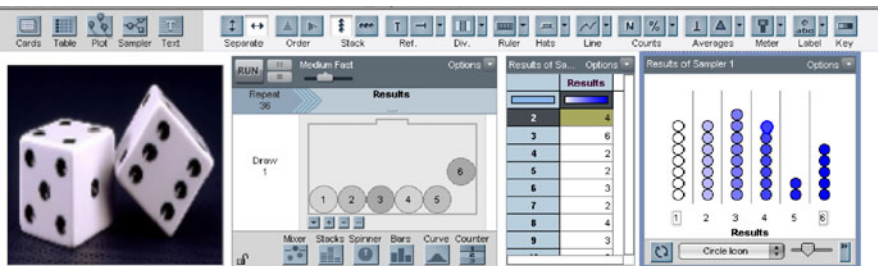 Cards Table Plot Sampler Text
Separate Order Stack Ref. Div. Ruler Hats Line Counts Averages Meter Label Key
T N % abc
RUN Medium Fast Options
Repeat
36
Results
Draw
1
1 2 3 4 5 6
Mixer Stacks Spinner Bars Curve Counter
Results of Sa... Options
Results
2 4
3 6
4 2
5 2
6 3
7 2
8 4
9 3
Results of Sampler 1 Options
1 2 3 4 5 6
Results
Circle Icon